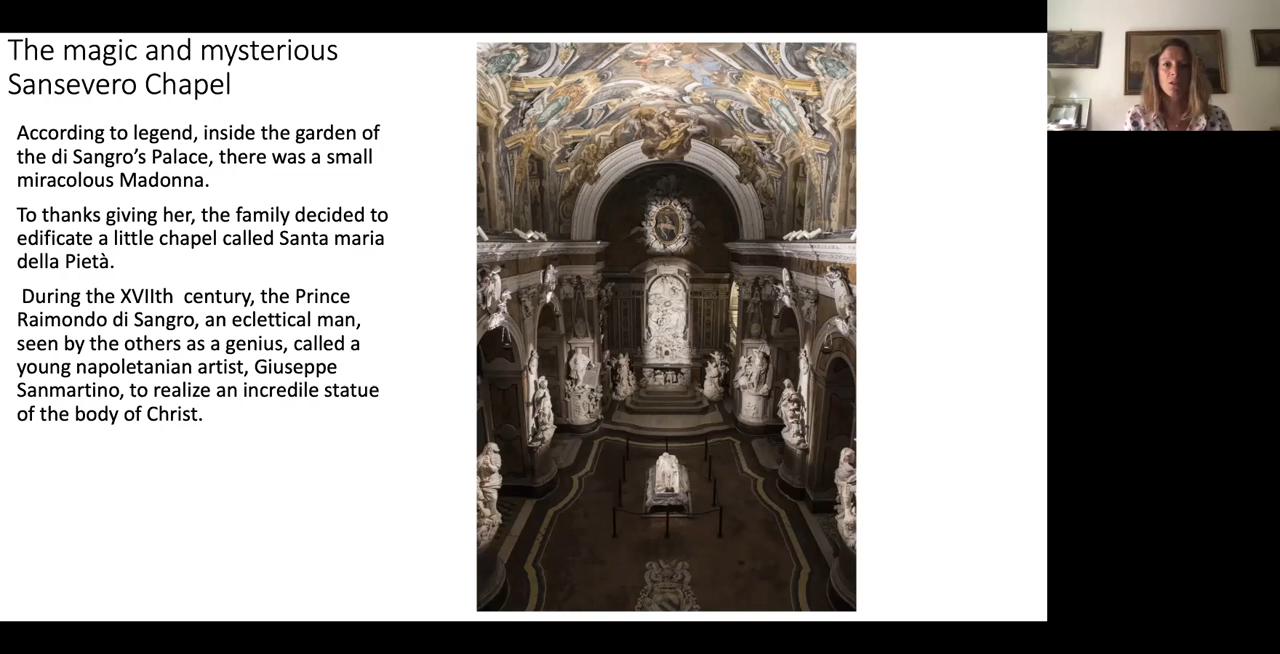 The magic and mysterious
Sansevero Chapel
According to legend, inside the garden of
the di Sangro's Palace, there was a small
miracolous Madonna.
To thanks giving her, the family decided to
edificate a little chapel called Santa maria
della Pietà.
During the XVIIth century, the Prince
Raimondo di Sangro, an eclettical man,
seen by the others as a genius, called a
young napoletanian artist, Giuseppe
Sanmartino, to realize an incredile statue
of the body of Christ.